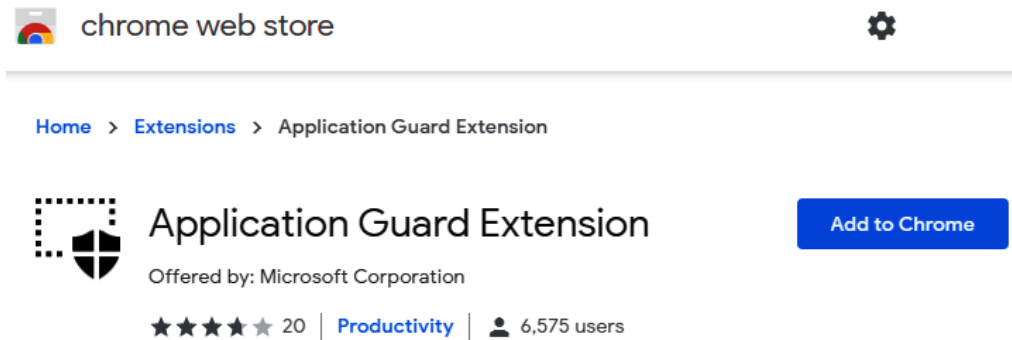 chrome web store
Home > Extensions > Application Guard Extension
Application Guard Extension
Add to Chrome
Offered by: Microsoft Corporation
20 | Productivity | 6,575 users